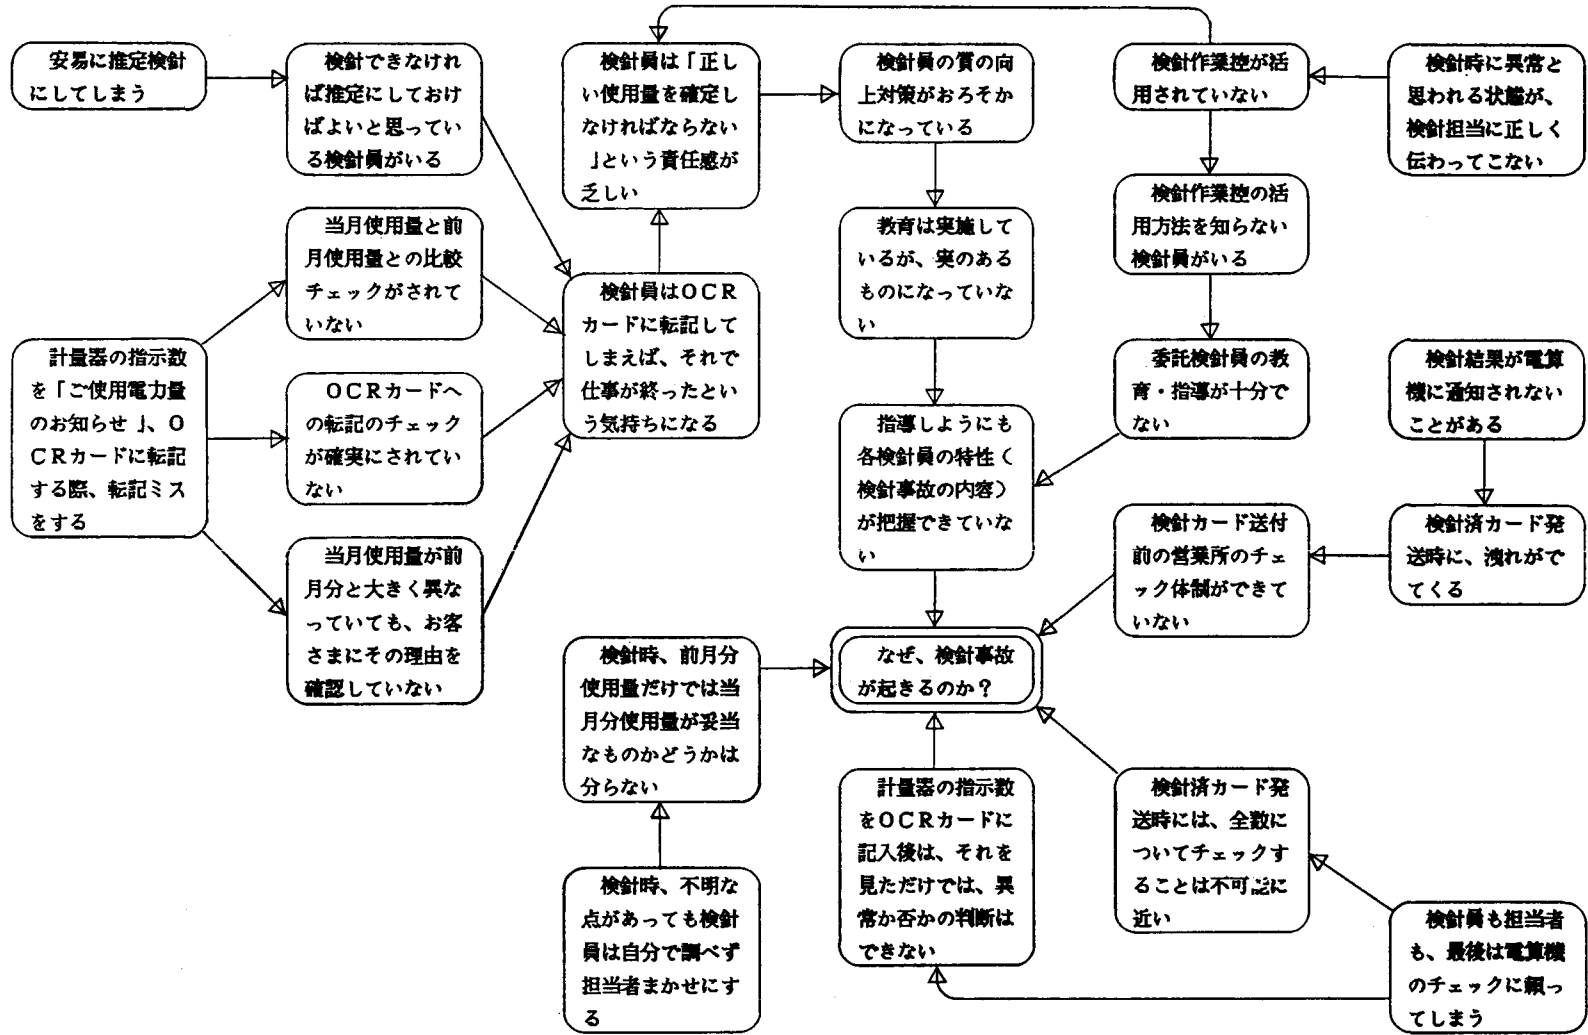 安易に推定検針
にしてしまう
検針できなけれ
ば推定にしておけ
ばよいと思ってい
る検針員がいる
検針員は「正し
い使用量を確定し
なければならない
」という責任感が
乏しい
検針員の質の向
上対策がおろそか
になっている
検針作業控が活
用されていない
検針時に異常と
思われる状態が、
検針担当に正しく
伝わってこない
当月使用量と前
月使用量との比較
チェックがされて
いない
教育は実施して
いるが、実のある
ものになっていな
い
検針作業控の活
用方法を知らない
検針員がいる
計量器の指示数
を「ご使用電力量
のお知らせ」、O
CRカードに転記
する際、転記ミス
をする
OCRカードへ
の転記のチェック
が確実にされてい
ない
検針員はOCR
カードに転記して
しまえば、それで
仕事が終ったとい
う気持ちになる
指導しようにも
各検針員の特性(
検針事故の内容)
が把握できていな
い
委託検針員の教
育・指導が十分で
ない
検針結果が電算
機に通知されない
ことがある
当月使用量が前
月分と大きく異な
っていても、お客
さまにその理由を
確認していない
検針カード送付
前の営業所のチェ
ック体制ができて
いない
検針済カード発
送時に、洩れがで
てくる
検針時、前月分
使用量だけでは当
月分使用量が妥当
なものかどうかは
分らない
なぜ、検針事故
が起きるのか?
検針時、不明な
点があっても検針
員は自分で調べず
担当者まかせにす
る
計量器の指示数
をOCRカードに
記入後は、それを
見ただけでは、異
常か否かの判断は
できない
検針済カード発
送時には、全数に
ついてチェックす
ることは不可能に
近い
検針員も担当者
も、最後は電算機
のチェックに頼っ
てしまう